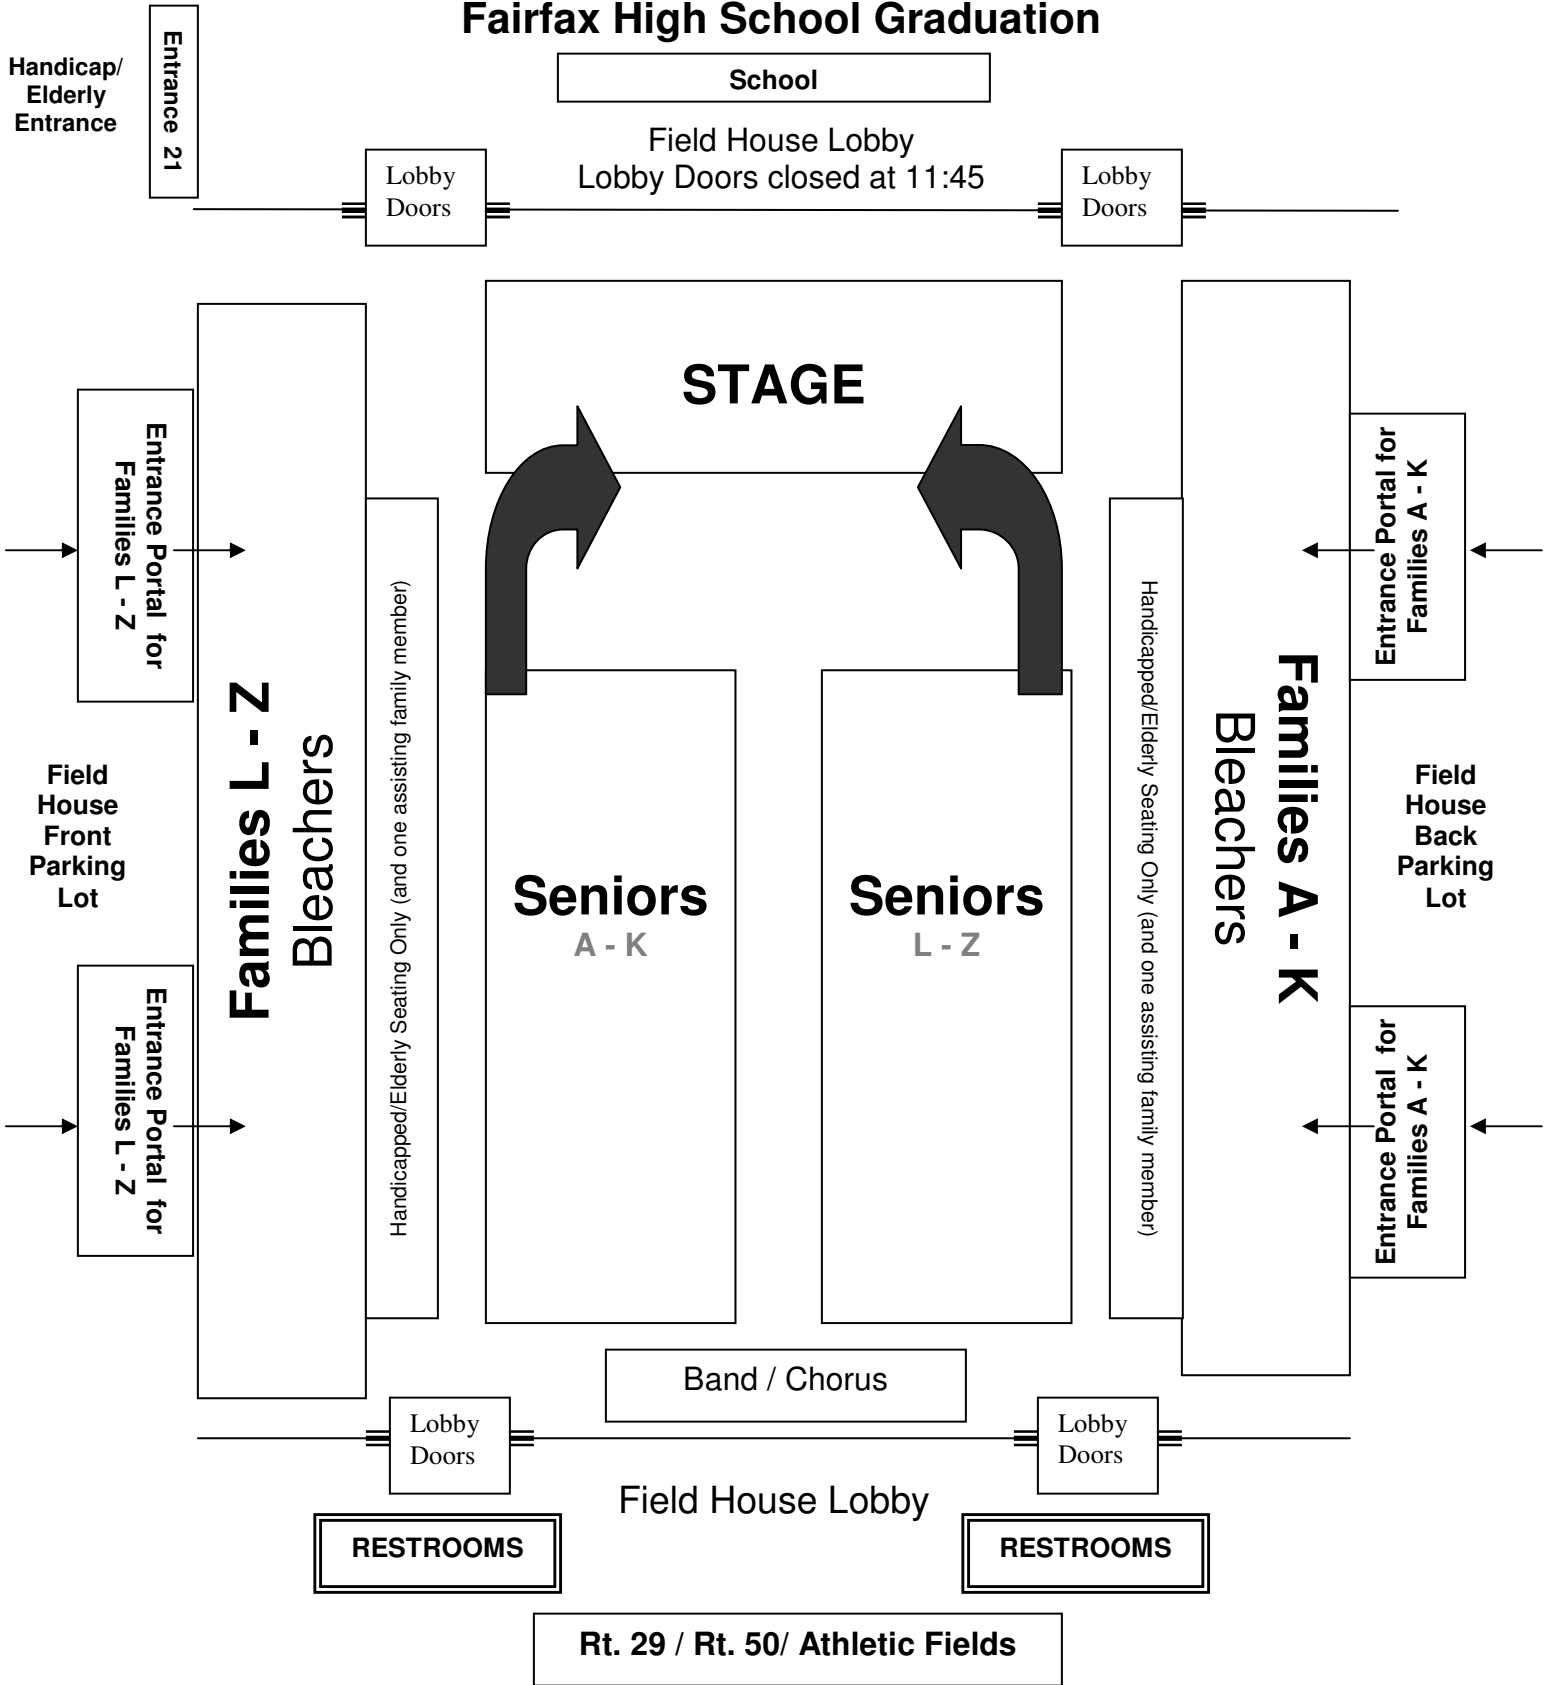 Fairfax High School Graduation
Handicap/
Elderly
Entrance
Entrance 21
School
Field House Lobby
Lobby Doors closed at 11:45
Lobby
Doors
Lobby
Doors
STAGE
Entrance Portal for
Families L - Z
Entrance Portal for
Families A - K
Families L - Z
Bleachers
Handicapped/Elderly Seating Only (and one assisting family member)
Seniors
A - K
Seniors
L - Z
Handicapped/Elderly Seating Only (and one assisting family member)
Families A - K
Bleachers
Field
House
Front
Parking
Lot
Field
House
Back
Parking
Lot
Entrance Portal for
Families L - Z
Entrance Portal for
Families A - K
Band / Chorus
Lobby
Doors
Lobby
Doors
Field House Lobby
RESTROOMS
RESTROOMS
Rt. 29 / Rt. 50/ Athletic Fields